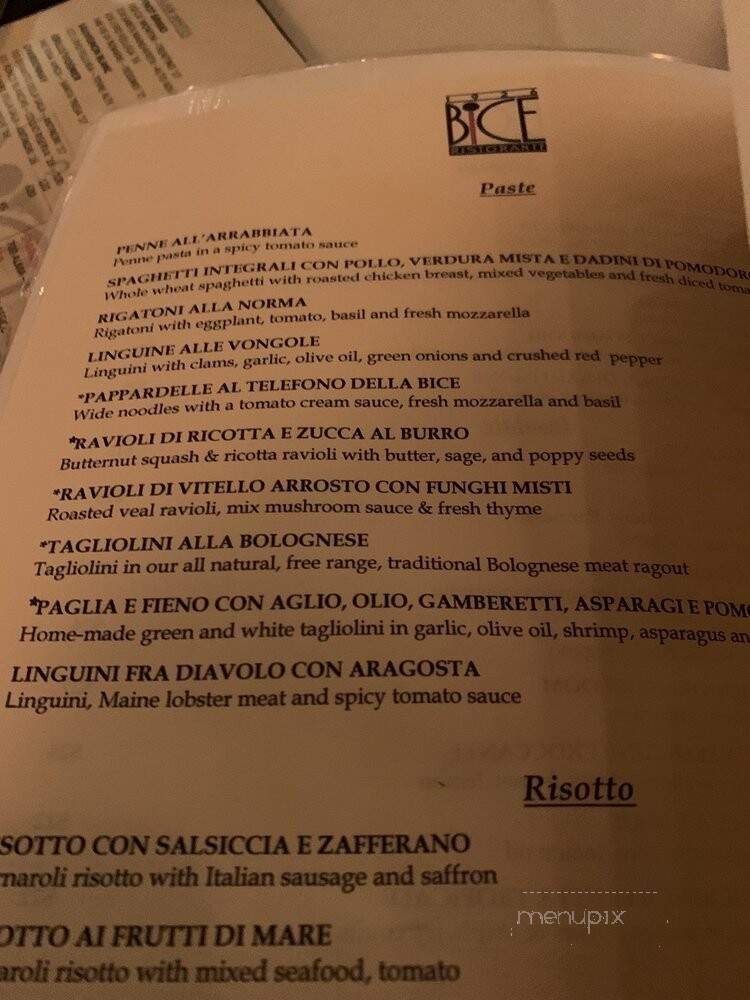 1926
BiCE
RISTORANTE
Paste
PENNE ALL'ARRABBIATA
Penne pasta in a spicy tomato sauce
SPAGHETTI INTEGRALI CON POLLO, VERDURA MISTA E DADINI DI POMODORO
Whole wheat spaghetti with roasted chicken breast, mixed vegetables and fresh diced toma
RIGATONI ALLA NORMA
Rigatoni with eggplant, tomato, basil and fresh mozzarella
LINGUINE ALLE VONGOLE
Linguini with clams, garlic, olive oil, green onions and crushed red pepper
*PAPPARDELLE AL TELEFONO DELLA BICE
Wide noodles with a tomato cream sauce, fresh mozzarella and basil
*RAVIOLI DI RICOTTA E ZUCCA AL BURRO
Butternut squash & ricotta ravioli with butter, sage, and poppy seeds
*RAVIOLI DI VITELLO ARROSTO CON FUNGHI MISTI
Roasted veal ravioli, mix mushroom sauce & fresh thyme
*TAGLIOLINI ALLA BOLOGNESE
Tagliolini in our all natural, free range, traditional Bolognese meat ragout
*PAGLIA E FIENO CON AGLIO, OLIO, GAMBERETTI, ASPARAGI E POMO
Home-made green and white tagliolini in garlic, olive oil, shrimp, asparagus an
LINGUINI FRA DIAVOLO CON ARAGOSTA
Linguini, Maine lobster meat and spicy tomato sauce
Risotto
SOTTO CON SALSICCIA E ZAFFERANO
naroli risotto with Italian sausage and saffron
OTTO AI FRUTTI DI MARE
aroli risotto with mixed seafood, tomato
menupix